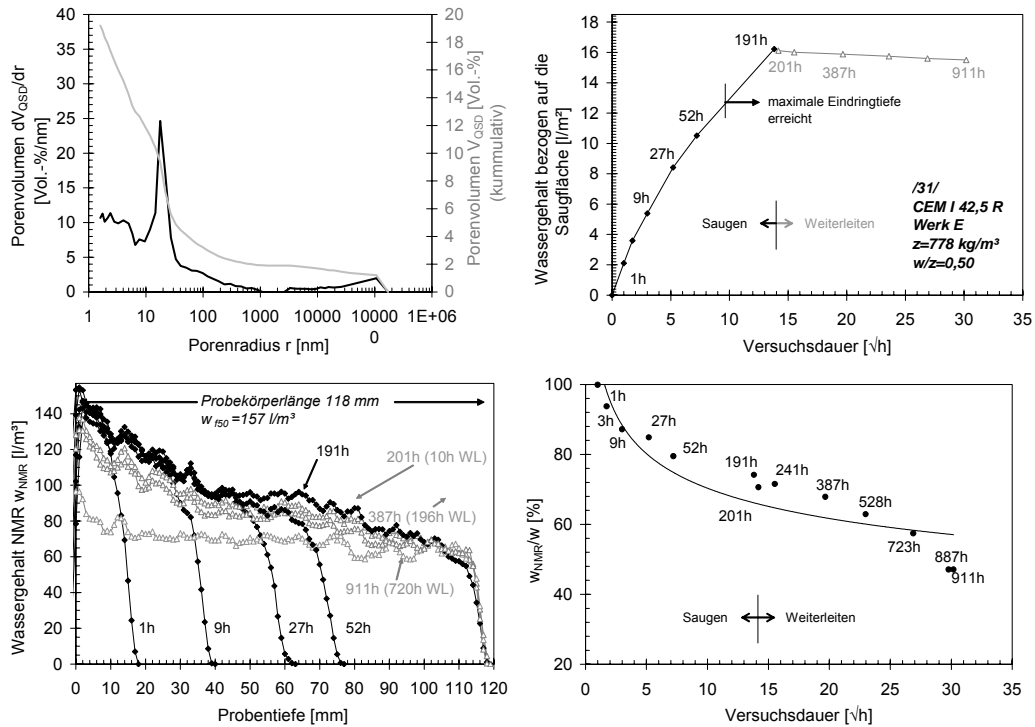 Porenvolumen dV_QSD/dr
[Vol.-%/nm]
40
35
30
25
20
15
10
5
0
20
18
16
14
12
10
8
6
4
2
0
Porenvolumen V_QSD [Vol.-%]
(kummulativ)
1
10
100
1000
10000
1000
0
1E+06
Porenradius r [nm]
Wassergehalt bezogen auf die
Saugfläche [l/m²]
18
16
14
12
10
8
6
4
2
0
191h
201h
387h
911h
52h
maximale Eindringtiefe
erreicht
27h
9h
Saugen
Weiterleiten
1h
/31/
CEM I 42,5 R
Werk E
z=778 kg/m³
w/z=0,50
0
5
10
15
20
25
30
35
Versuchsdauer [√h]
Wassergehalt NMR w_NMR [l/m³]
140
120
100
80
60
40
20
0
Probekörperlänge 118 mm
w_f50 =157 l/m³
191h
201h (10h WL)
387h (196h WL)
911h (720h WL)
1h
9h
27h
52h
0
10
20
30
40
50
60
70
80
90
100
110
120
Probentiefe [mm]
w_NMR/w [%]
100
80
60
40
20
1h
3h
9h
27h
52h
191h
241h
201h
387h
528h
723h
887h
911h
Saugen
Weiterleiten
0
5
10
15
20
25
30
35
Versuchsdauer [√h]